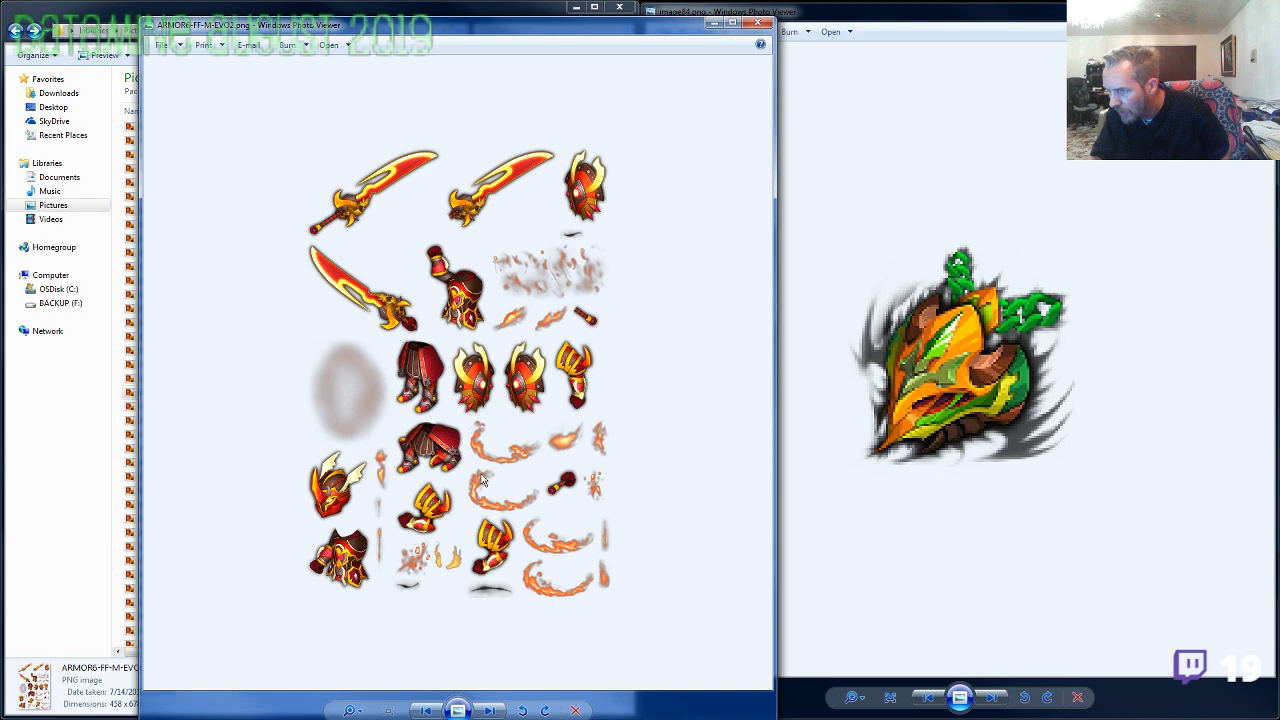 ARMOR6-FF-M-EVO2.png - Windows Photo Viewer
image84.png - Windows Photo Viewer
File Print E-mail Burn Open
Burn Open
august 2019
Organize Preview
Favorites
Downloads
Desktop
SkyDrive
Recent Places
Libraries
Documents
Music
Pictures
Videos
Homegroup
Computer
OSDisk (C:)
BACKUP (F:)
Network
ARMOR6-FF-M-EVO
PNG image
Date taken: 7/14/20
Dimensions: 458 x 67
19